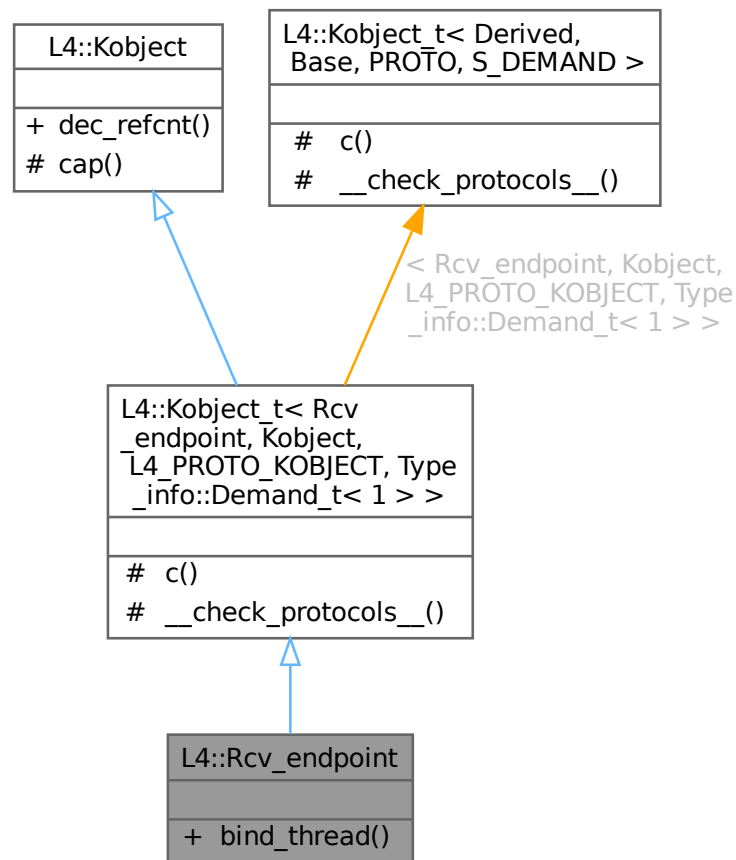 L4::Kobject
+ dec_refcnt()
# cap()
L4::Kobject_t< Derived,
Base, PROTO, S_DEMAND >
# c()
# __check_protocols__()
< Rcv_endpoint, Kobject,
L4_PROTO_KOBJECT, Type
_info::Demand_t< 1 > >
L4::Kobject_t< Rcv
_endpoint, Kobject,
L4_PROTO_KOBJECT, Type
_info::Demand_t< 1 > >
# c()
# __check_protocols__()
L4::Rcv_endpoint
+ bind_thread()